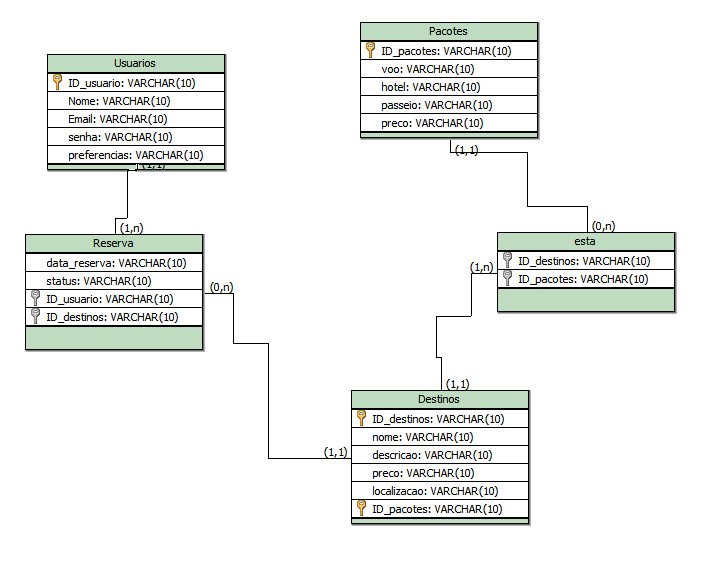 Pacotes
ID_pacotes: VARCHAR(10)
voo: VARCHAR(10)
hotel: VARCHAR(10)
passeio: VARCHAR(10)
preco: VARCHAR(10)
(1,1)
Usuarios
ID_usuario: VARCHAR(10)
Nome: VARCHAR(10)
Email: VARCHAR(10)
senha: VARCHAR(10)
preferencias: VARCHAR(10)
(1,1)
(1,n)
Reserva
data_reserva: VARCHAR(10)
status: VARCHAR(10)
ID_usuario: VARCHAR(10)
ID_destinos: VARCHAR(10)
(0,n)
(0,n)
esta
ID_destinos: VARCHAR(10)
ID_pacotes: VARCHAR(10)
(1,n)
(1,1)
(1,1)
Destinos
ID_destinos: VARCHAR(10)
nome: VARCHAR(10)
descricao: VARCHAR(10)
preco: VARCHAR(10)
localizacao: VARCHAR(10)
ID_pacotes: VARCHAR(10)